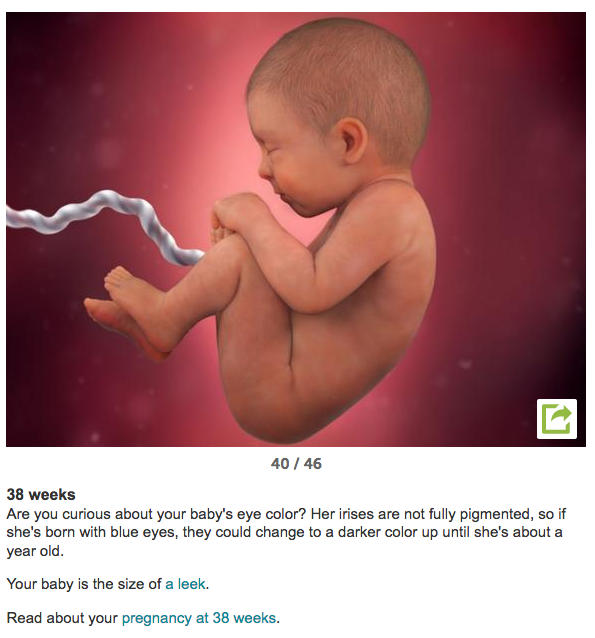 40 / 46
38 weeks
Are you curious about your baby's eye color? Her irises are not fully pigmented, so if
she's born with blue eyes, they could change to a darker color up until she's about a
year old.
Your baby is the size of a leek.
Read about your pregnancy at 38 weeks.